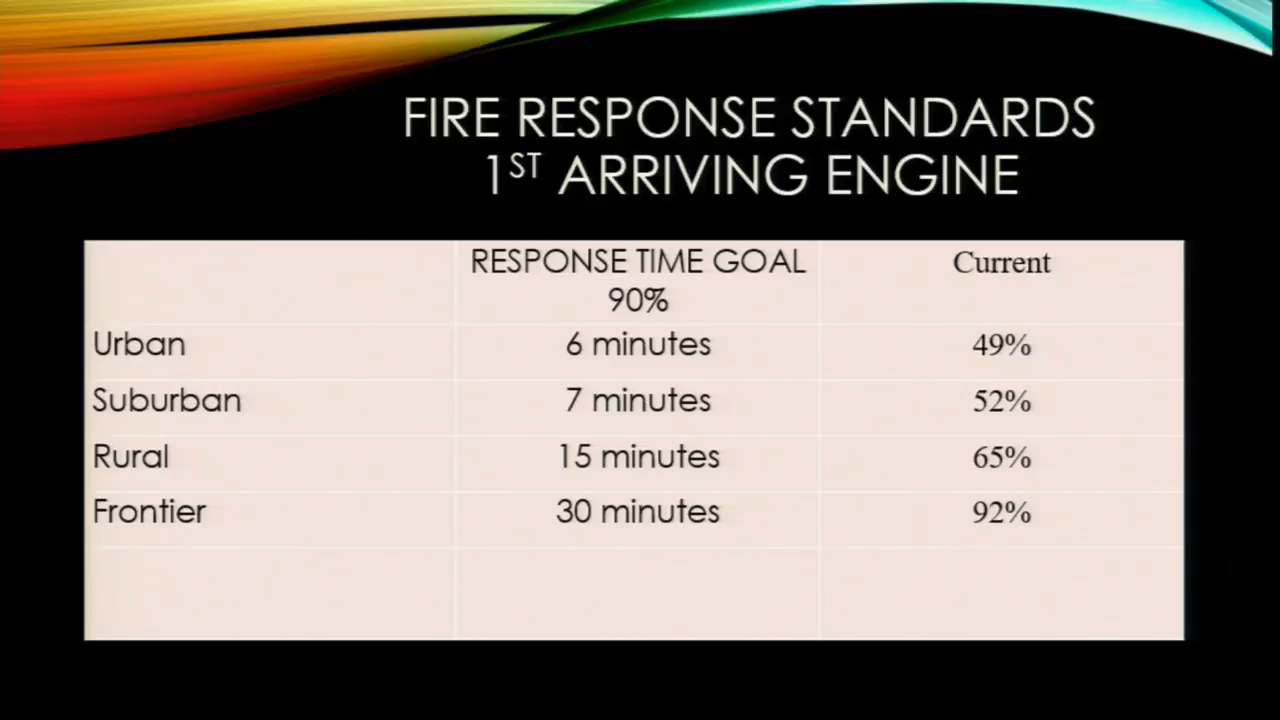 FIRE RESPONSE STANDARDS
1ST ARRIVING ENGINE
RESPONSE TIME GOAL Current
90%
Urban 6 minutes 49%
Suburban 7 minutes 52%
Rural 15 minutes 65%
Frontier 30 minutes 92%